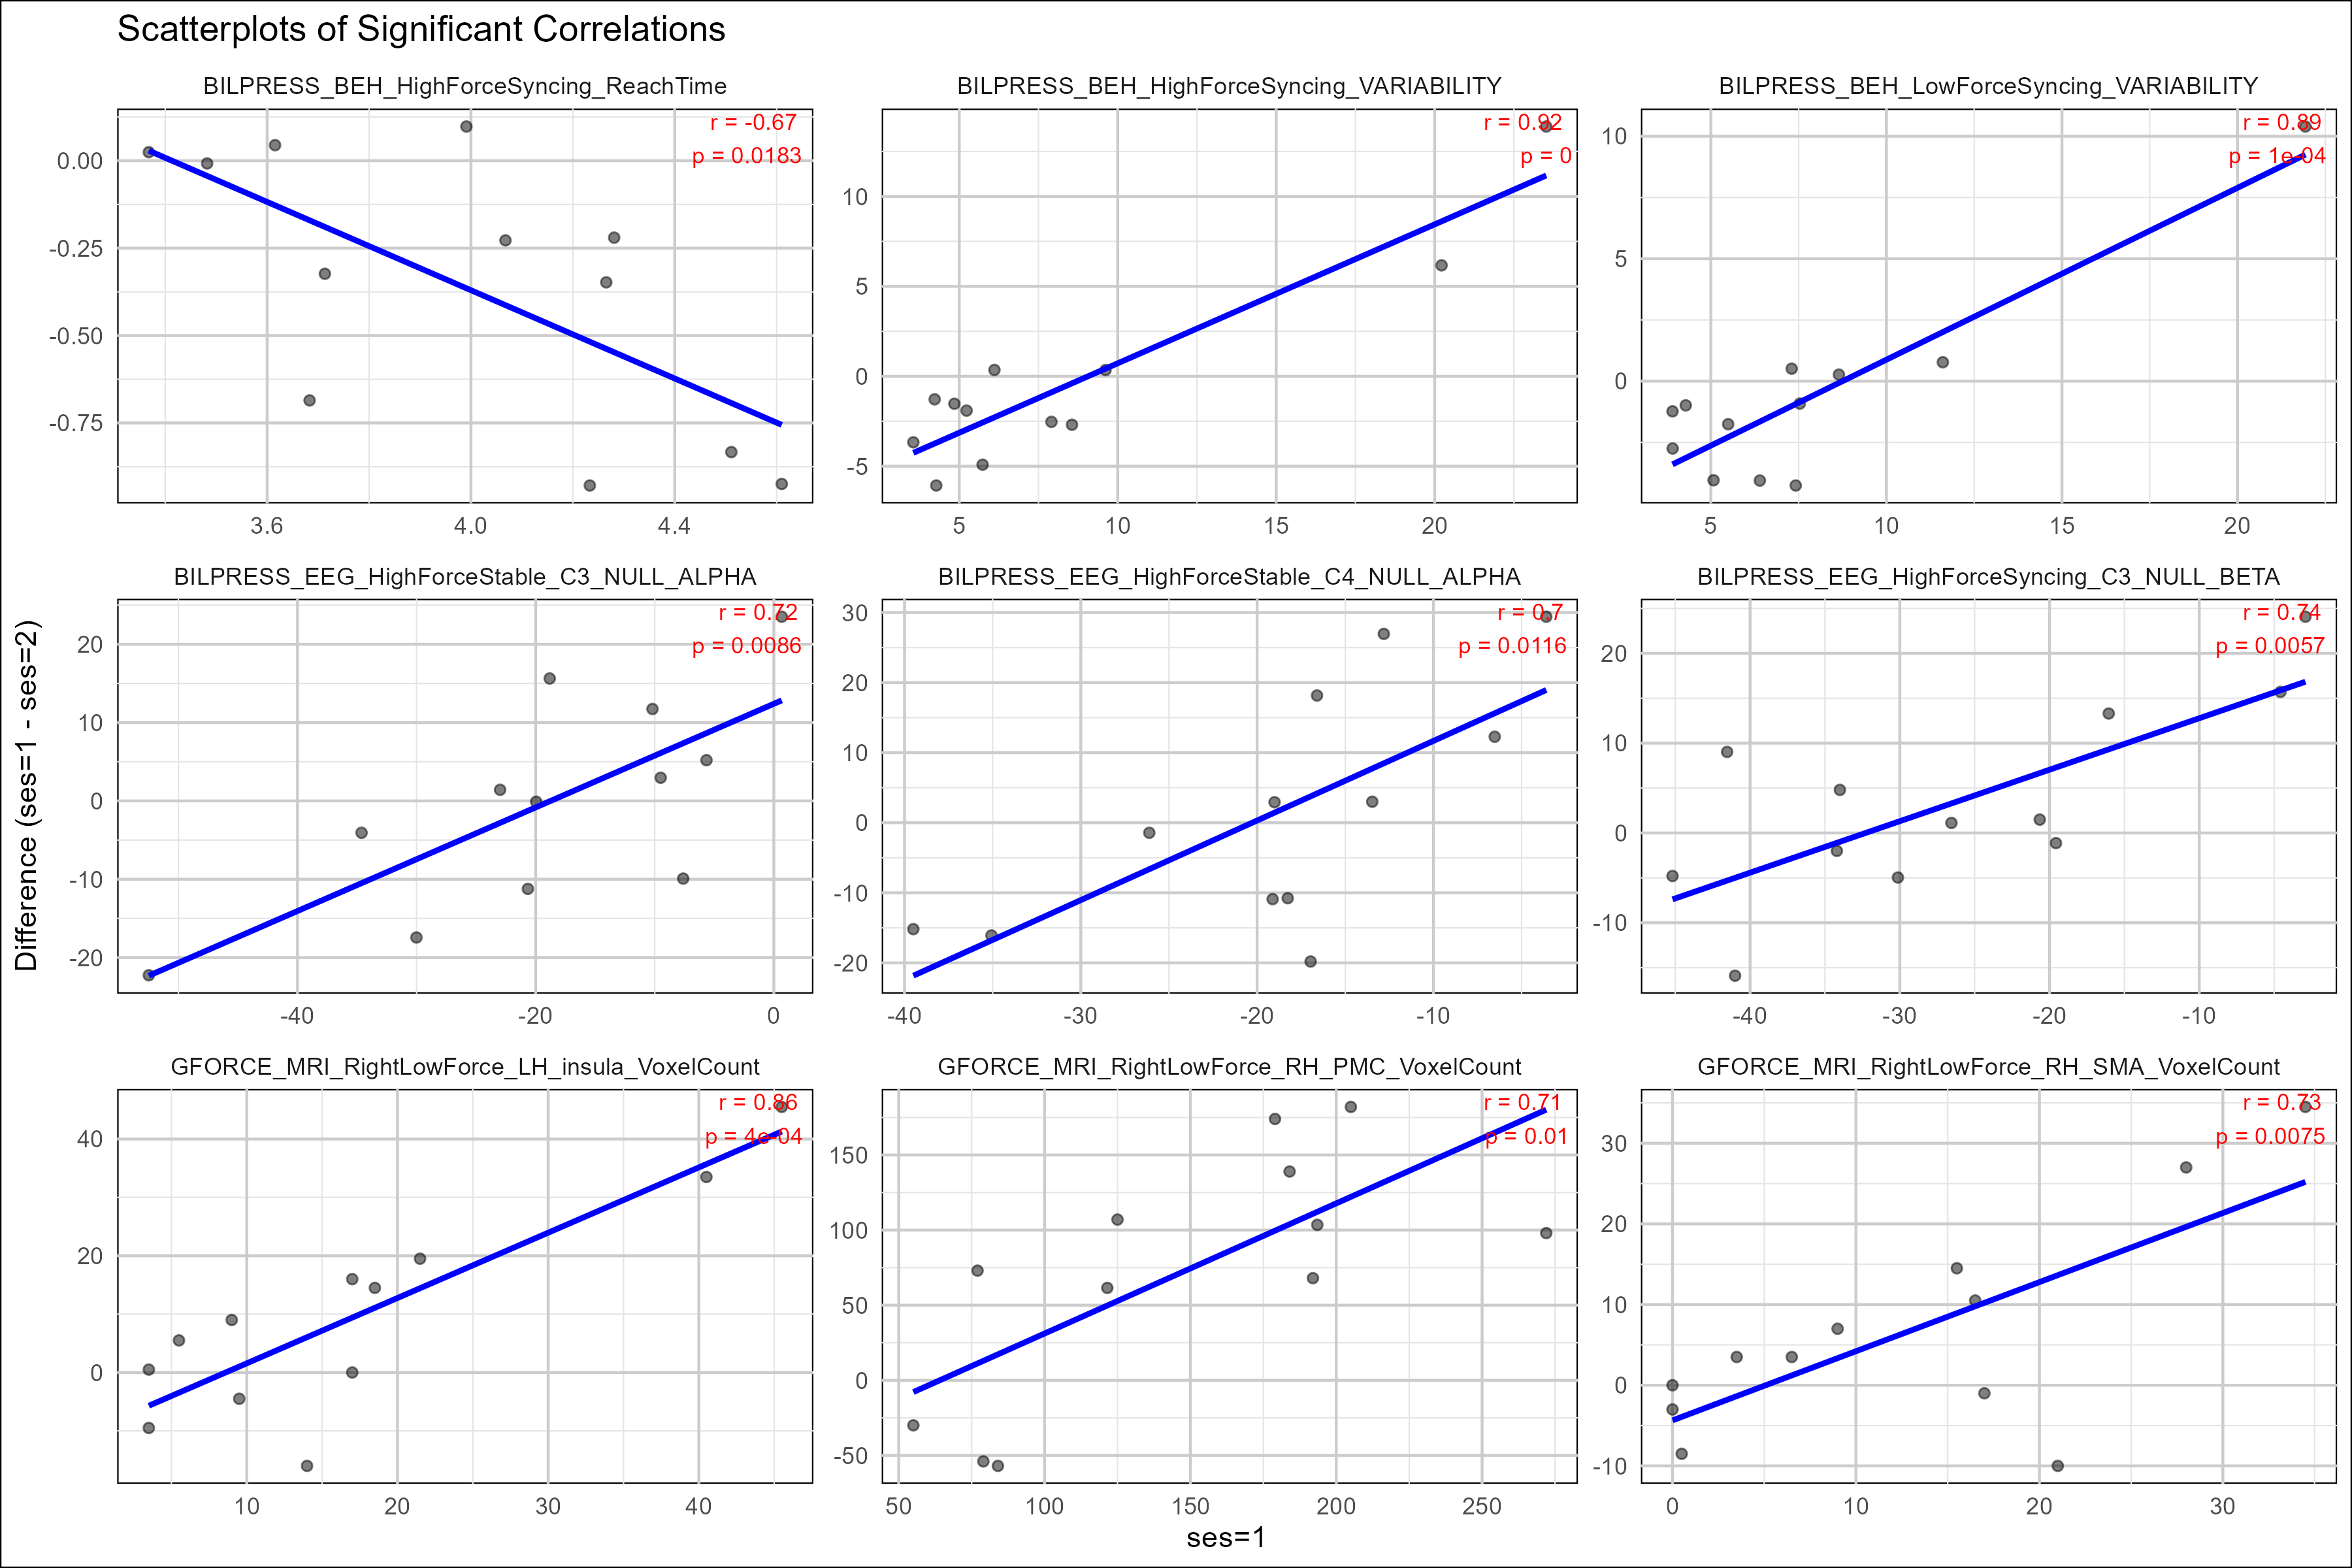 Scatterplots of Significant Correlations
BILPRESS_BEH_HighForceSyncing_ReachTime
r = -0.67
p = 0.0183
0.00
-0.25
-0.50
-0.75
3.6 4.0 4.4
BILPRESS_BEH_HighForceSyncing_VARIABILITY
r = 0.92
p = 0
10
5
0
-5
5 10 15 20
BILPRESS_BEH_LowForceSyncing_VARIABILITY
r = 0.89
p = 1e-04
10
5
0
5 10 15 20
BILPRESS_EEG_HighForceStable_C3_NULL_ALPHA
r = 0.72
p = 0.0086
20
10
0
-10
-20
-40 -20 0
BILPRESS_EEG_HighForceStable_C4_NULL_ALPHA
r = 0.7
p = 0.0116
30
20
10
0
-10
-20
-40 -30 -20 -10
BILPRESS_EEG_HighForceSyncing_C3_NULL_BETA
r = 0.74
p = 0.0057
20
10
0
-10
-40 -30 -20 -10
GFORCE_MRI_RightLowForce_LH_insula_VoxelCount
r = 0.86
p = 4e-04
40
20
0
10 20 30 40
GFORCE_MRI_RightLowForce_RH_PMC_VoxelCount
r = 0.71
p = 0.01
150
100
50
0
-50
50 100 150 200 250
GFORCE_MRI_RightLowForce_RH_SMA_VoxelCount
r = 0.73
p = 0.0075
30
20
10
0
-10
0 10 20 30
Difference (ses=1 - ses=2)
ses=1